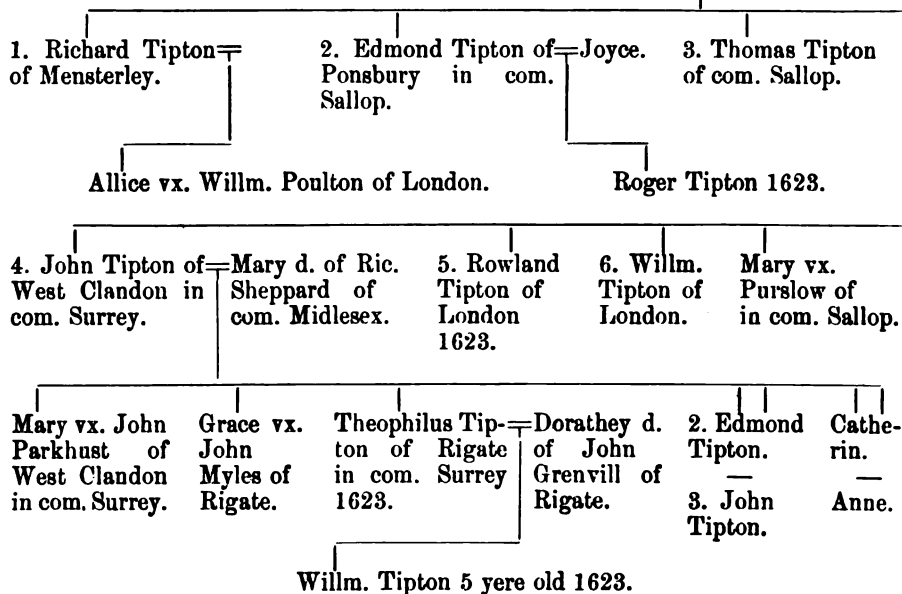 1. Richard Tipton
of Mensterley.
2. Edmond Tipton of
Ponsbury in com.
Sallop.
Joyce.
3. Thomas Tipton
of com. Sallop.
Allice vx. Willm. Poulton of London.
Roger Tipton 1623.
4. John Tipton of
West Clandon in
com. Surrey.
Mary d. of Ric.
Sheppard of
com. Midlesex.
5. Rowland
Tipton of
London
1623.
6. Willm.
Tipton of
London.
Mary vx.
Purslow of
in com. Sallop.
Mary vx. John
Parkhust of
West Clandon
in com. Surrey.
Grace vx.
John
Myles of
Rigate.
Theophilus Tip-
ton of Rigate
in com. Surrey
1623.
Dorathey d.
of John
Grenvill of
Rigate.
2. Edmond
Tipton.
—
3. John
Tipton.
Cathe-
rin.
—
Anne.
Willm. Tipton 5 yere old 1623.